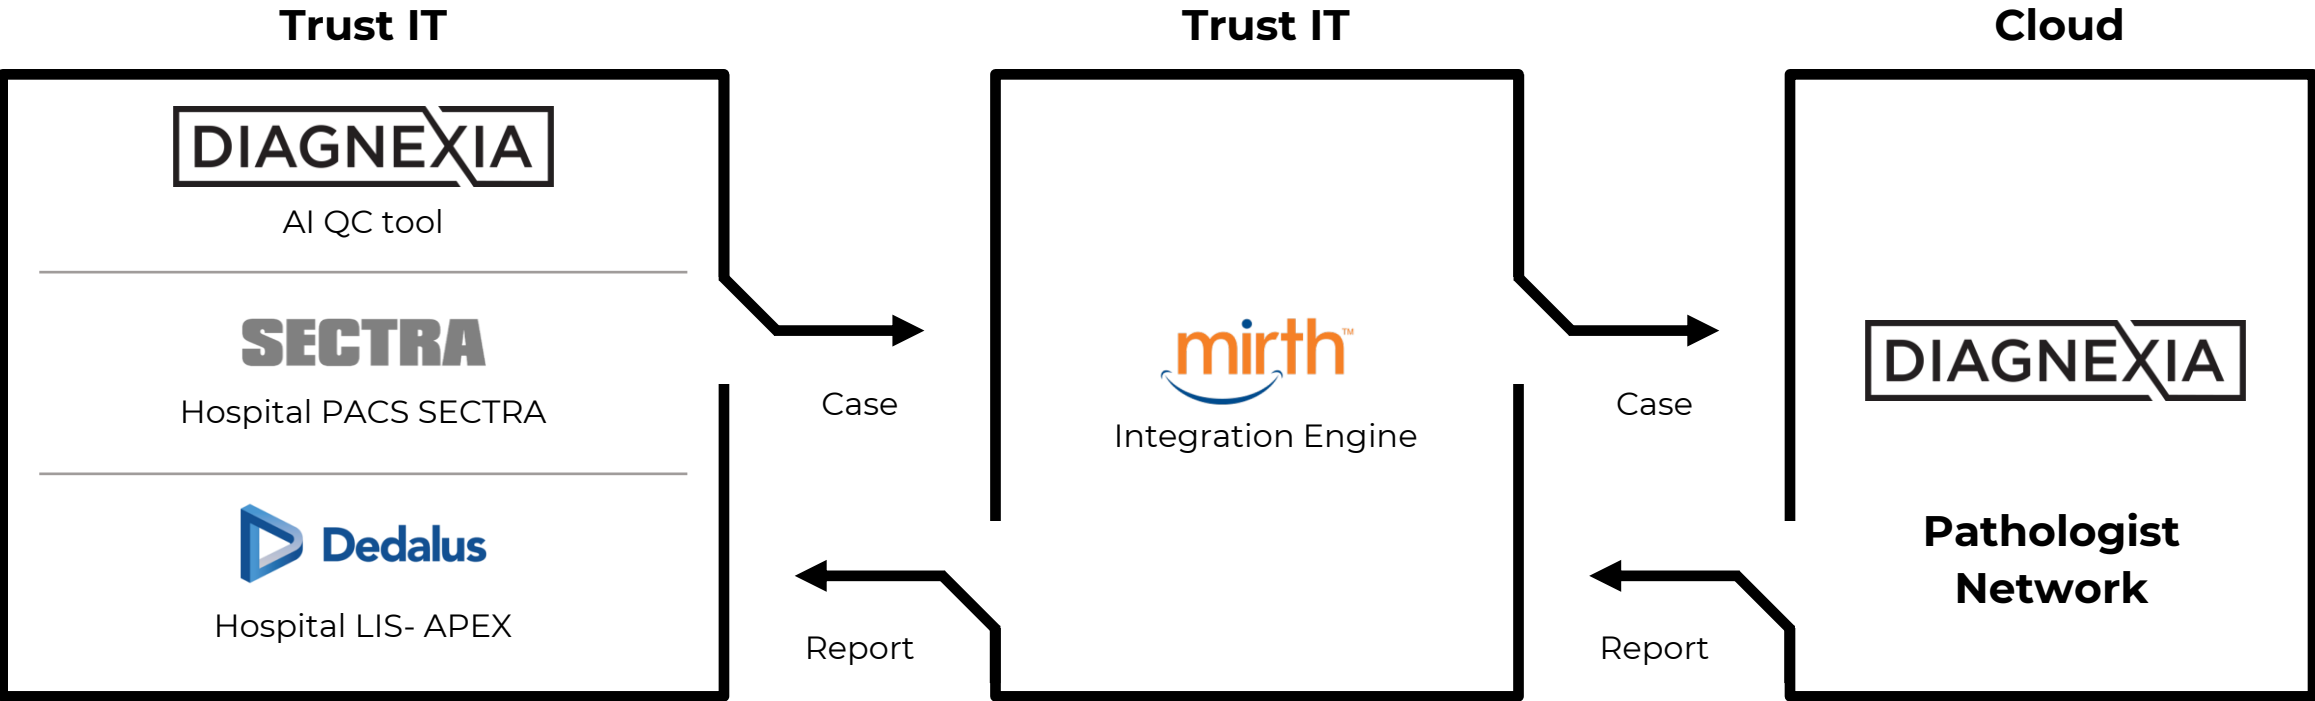 Trust IT
DIAGNEXIA
AI QC tool
SECTRA
Hospital PACS SECTRA
Dedalus
Hospital LIS- APEX
Case
Report
Trust IT
mirth™
Integration Engine
Case
Report
Cloud
DIAGNEXIA
Pathologist
Network